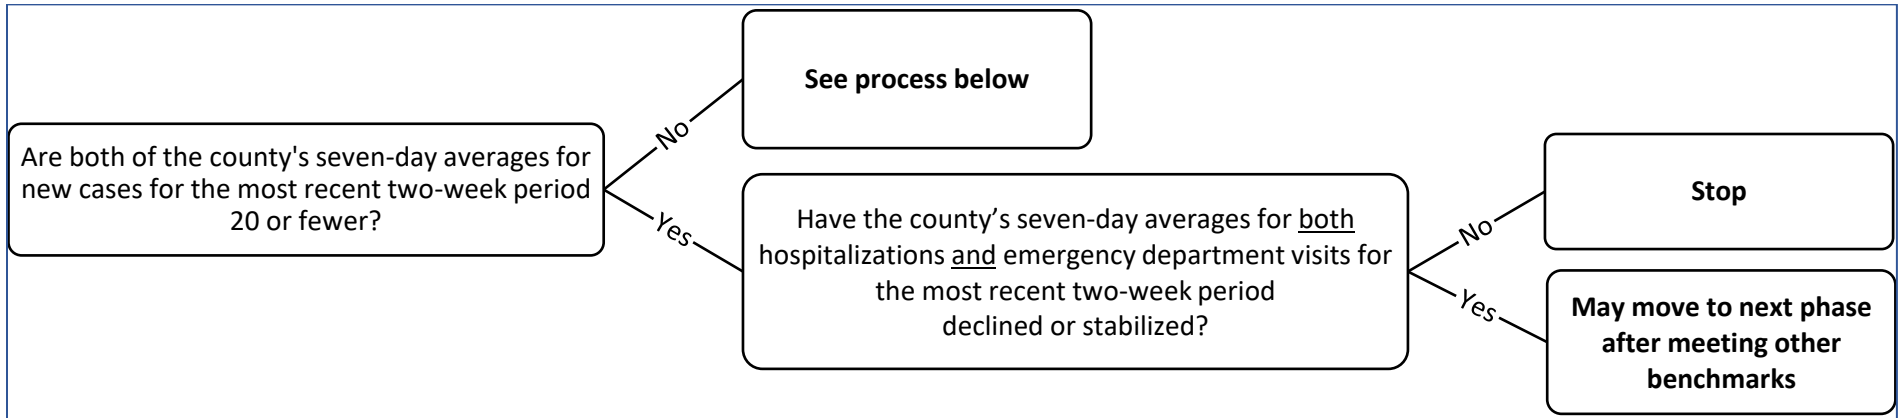 Are both of the county's seven-day averages for
new cases for the most recent two-week period
20 or fewer?
No
See process below
Yes
Have the county’s seven-day averages for both
hospitalizations and emergency department visits for
the most recent two-week period
declined or stabilized?
No
Stop
Yes
May move to next phase
after meeting other
benchmarks